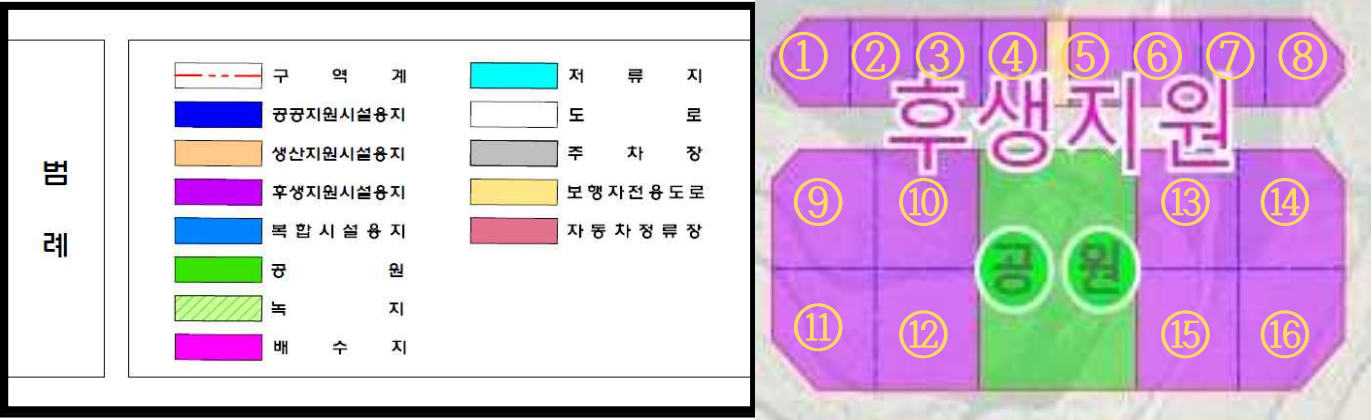 범
례
구 역 계
공공지원시설용지
생산지원시설용지
후생지원시설용지
복합시설용지
공 원
녹 지
배 수 지
저 류 지
도 로
주 차 장
보행자전용도로
자동차정류장
① ② ③ ④ ⑤ ⑥ ⑦ ⑧
후생지원
⑨ ⑩ ⑬ ⑭
공 원
⑪ ⑫ ⑮ ⑯